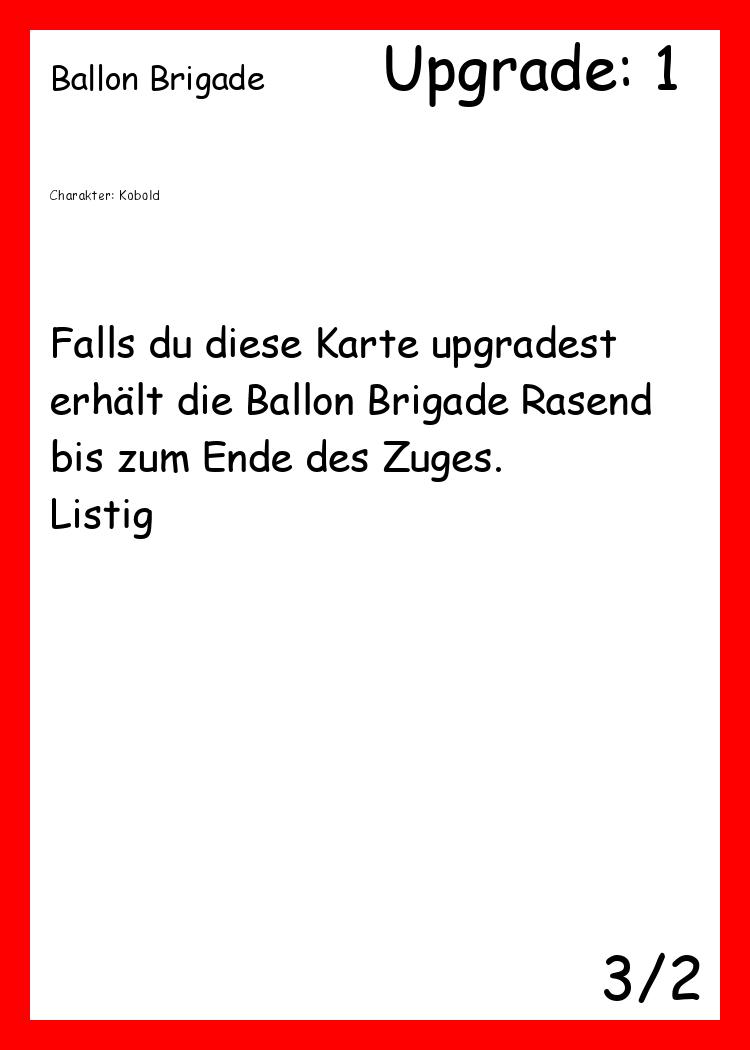 Ballon Brigade
Upgrade: 1
Charakter: Kobold
Falls du diese Karte upgradest
erhält die Ballon Brigade Rasend
bis zum Ende des Zuges.
Listig
3/2